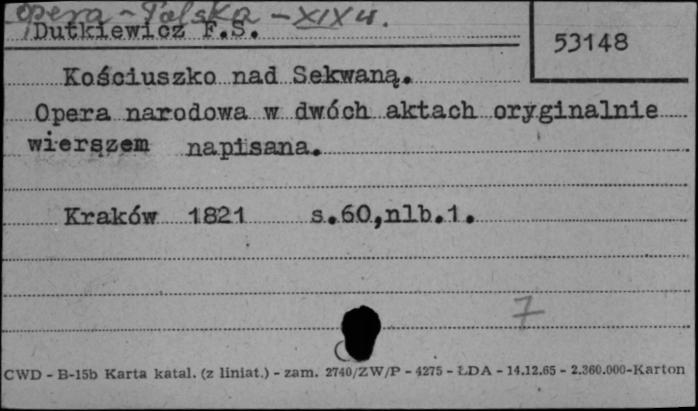 Opera - Polska - XIX w.
Dutkiewicz F.S.
53148
Kościuszko nad Sekwaną.
Opera narodowa w dwóch aktach oryginalnie
wierszem napisana.
Kraków 1821 s.60,nlb.1.
7
CWD - B-15b Karta katal. (z liniat.) - zam. 2740/ZW/P - 4275 - ŁDA - 14.12.65 - 2.360.000-Karton